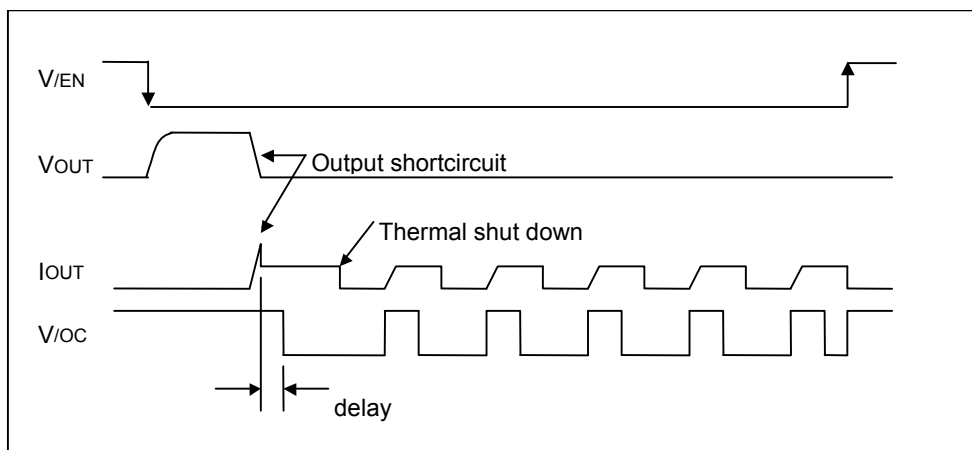 V/EN
VOUT
Output shortcircuit
Thermal shut down
IOUT
V/OC
delay